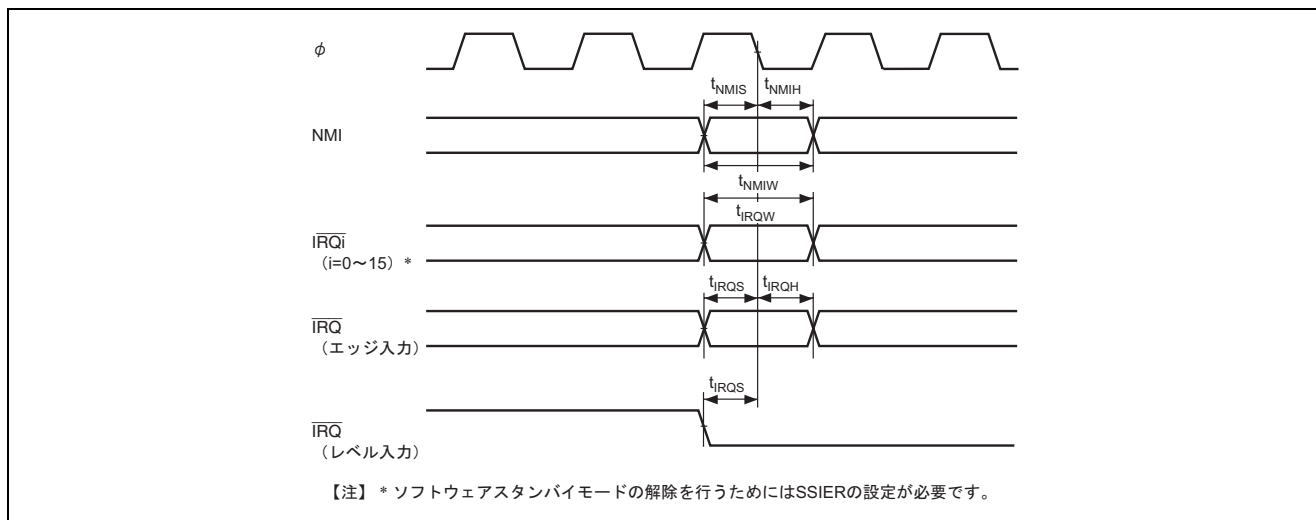 φ
tNMIS tNMIH
NMI
tNMIW
tIRQW
IRQi
（i=0～15）*
tIRQS tIRQH
IRQ
（エッジ入力）
tIRQS
IRQ
（レベル入力）
【注】 * ソフトウェアスタンバイモードの解除を行うためにはSSIERの設定が必要です。